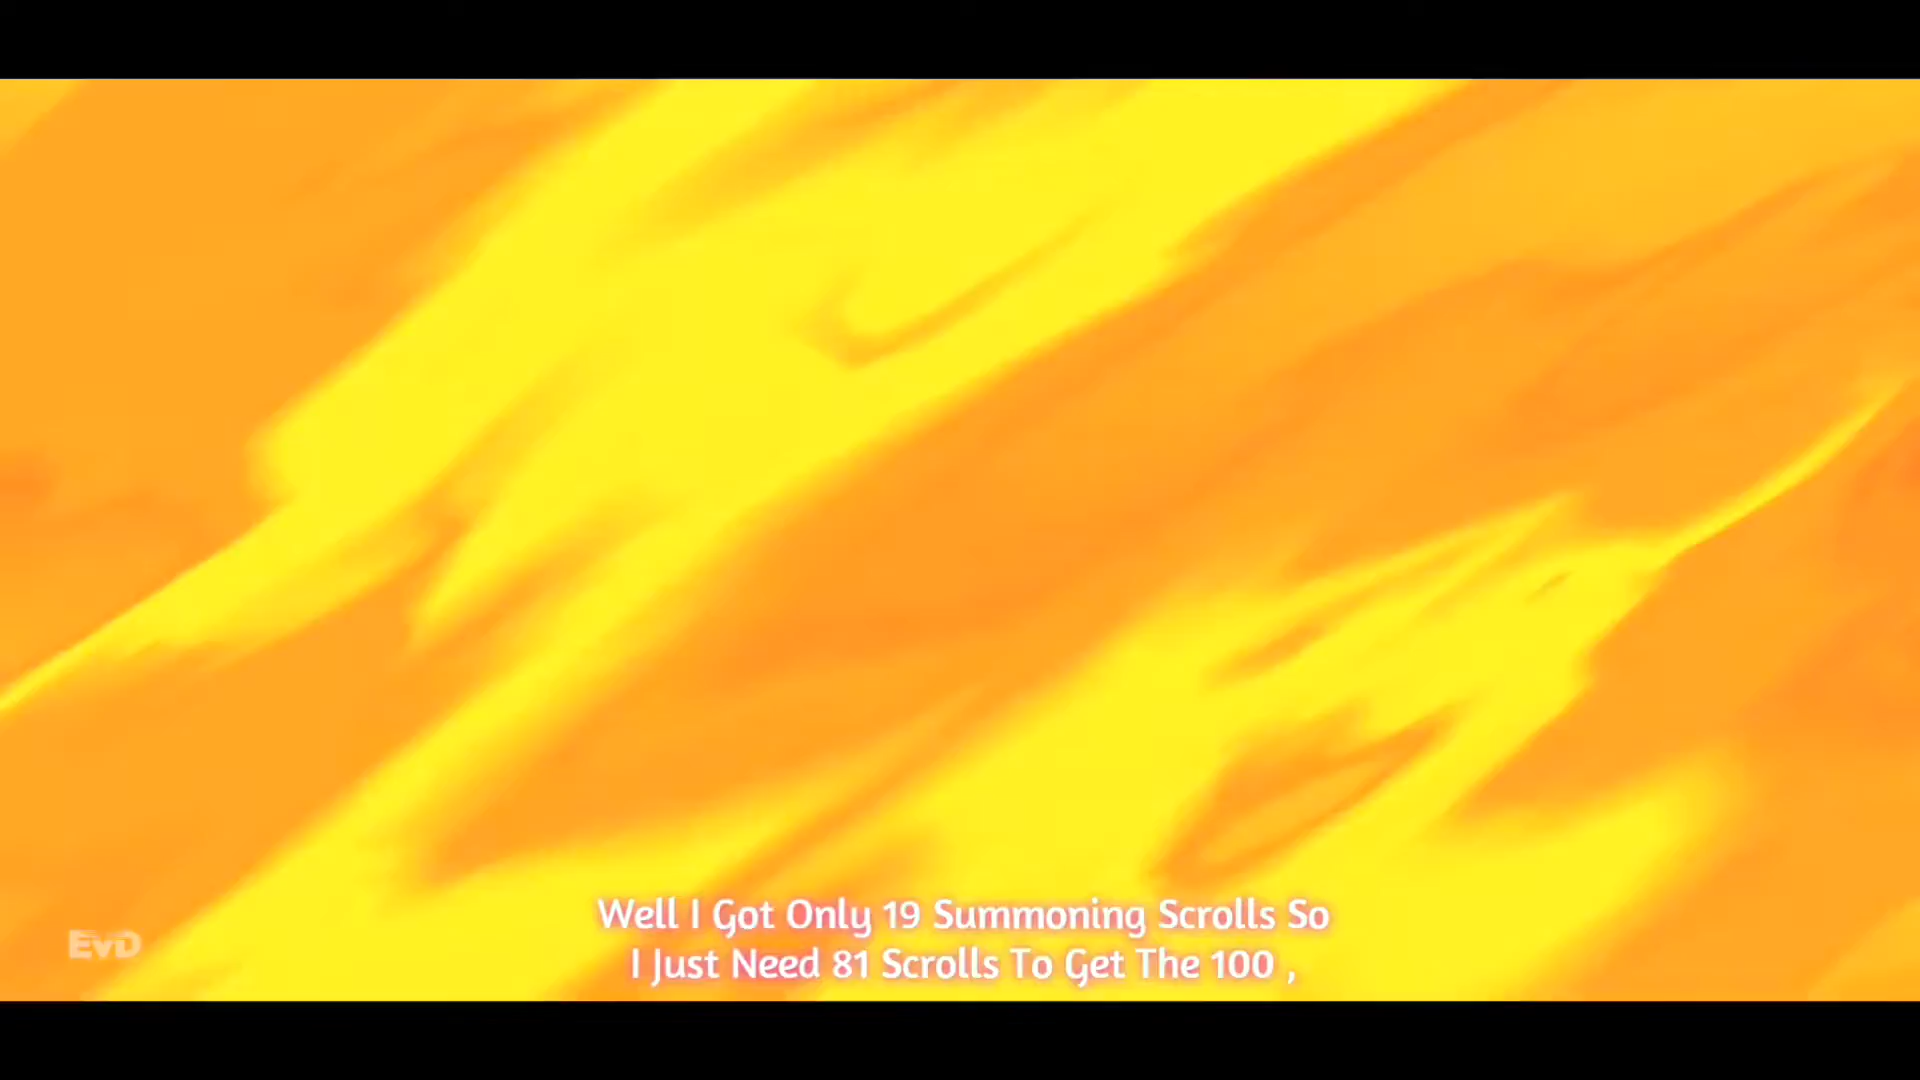 Well I Got Only 19 Summoning Scrolls So
I Just Need 81 Scrolls To Get The 100 ,
EvD